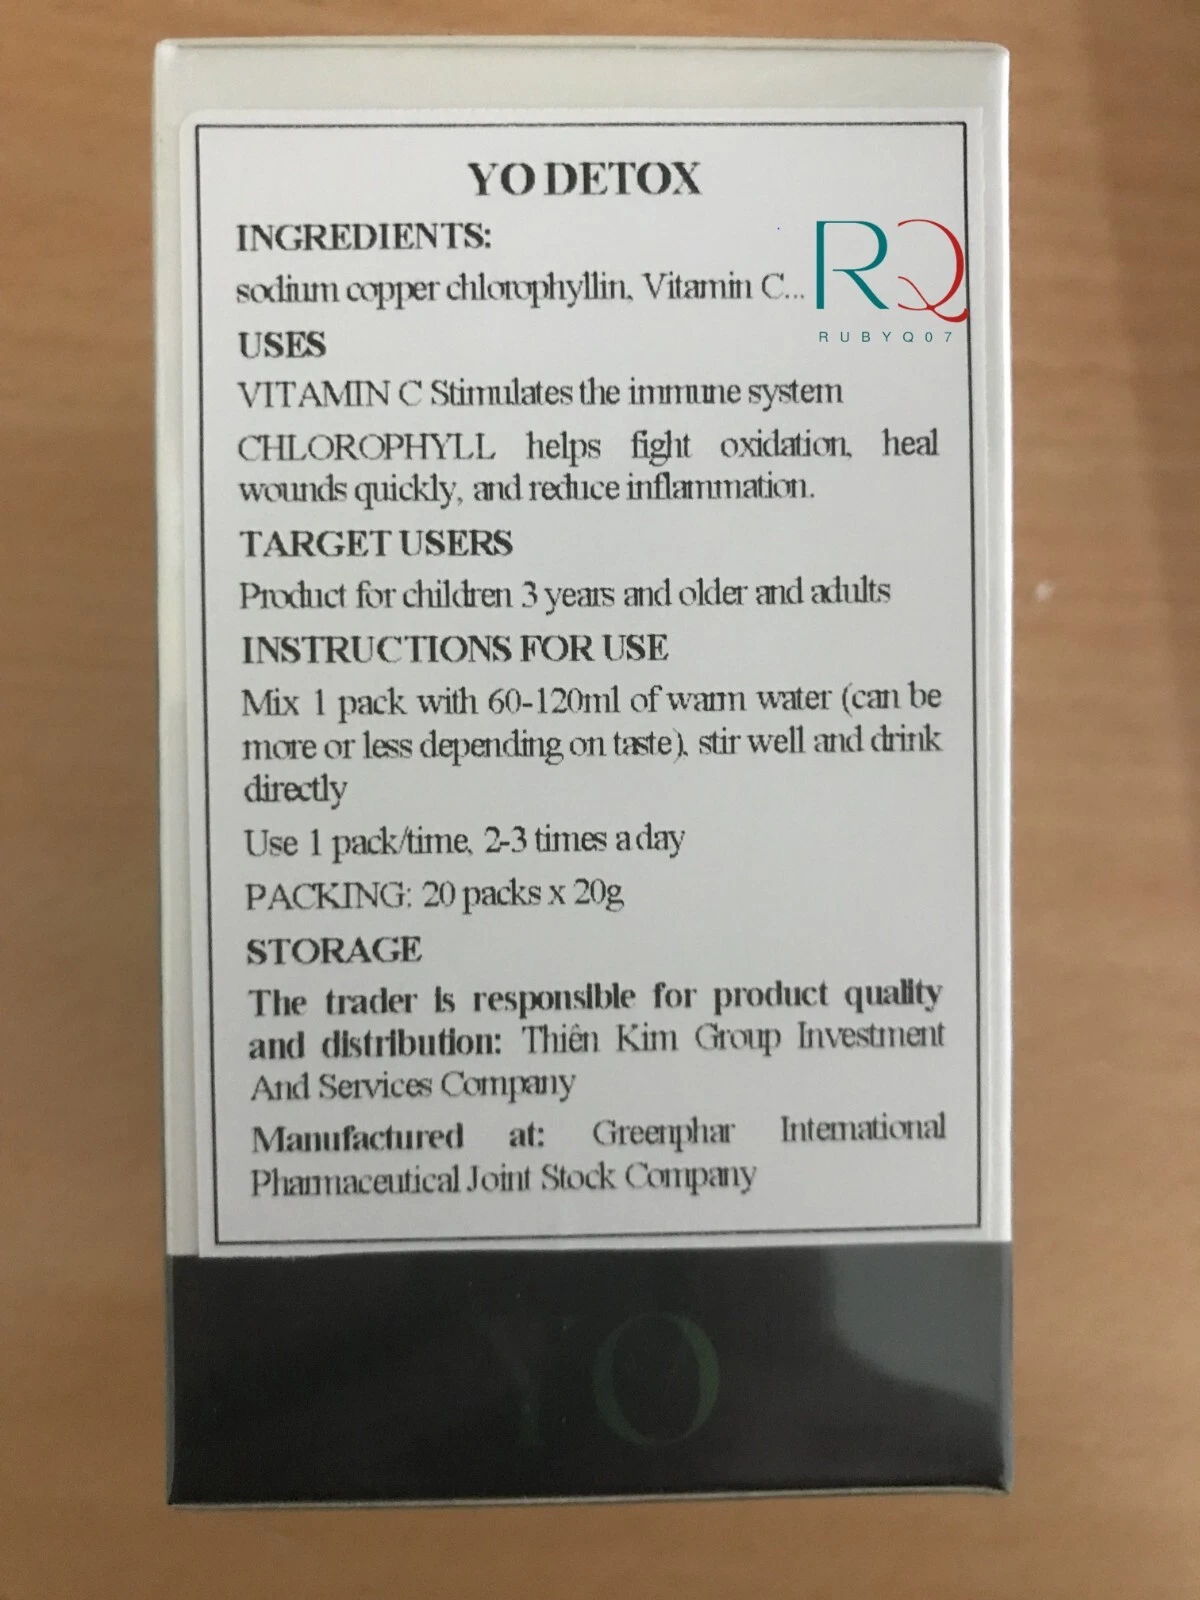 YO DETOX
INGREDIENTS:
sodium copper chlorophyllin, Vitamin C...
RQ
RUBYQ07
USES
VITAMIN C Stimulates the immune system
CHLOROPHYLL helps fight oxidation, heal
wounds quickly, and reduce inflammation.
TARGET USERS
Product for children 3 years and older and adults
INSTRUCTIONS FOR USE
Mix 1 pack with 60-120ml of warm water (can be
more or less depending on taste), stir well and drink
directly
Use 1 pack/time, 2-3 times a day
PACKING: 20 packs x 20g
STORAGE
The trader is responsible for product quality
and distribution: Thiên Kim Group Investment
And Services Company
Manufactured at: Greenphar International
Pharmaceutical Joint Stock Company
YO